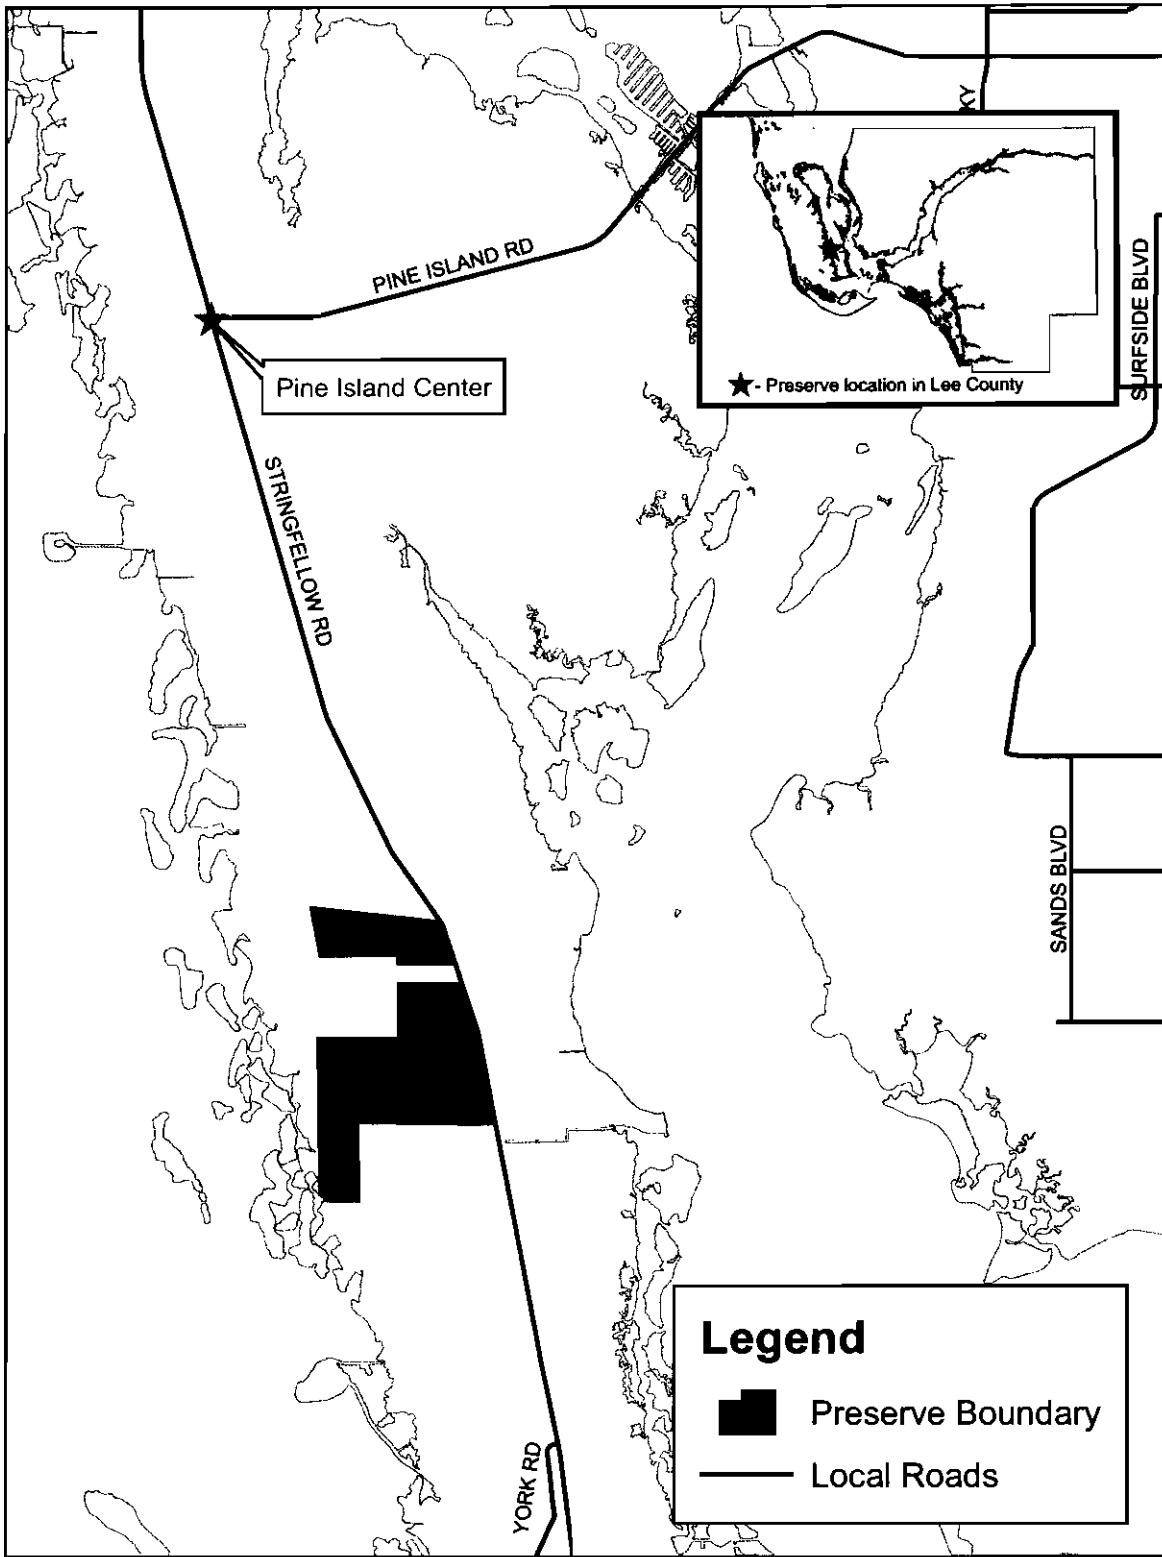 KY
PINE ISLAND RD
SURFSIDE BLVD
Pine Island Center
- Preserve location in Lee County
STRINGFELLOW RD
SANDS BLVD
Legend
Preserve Boundary
Local Roads
YORK RD